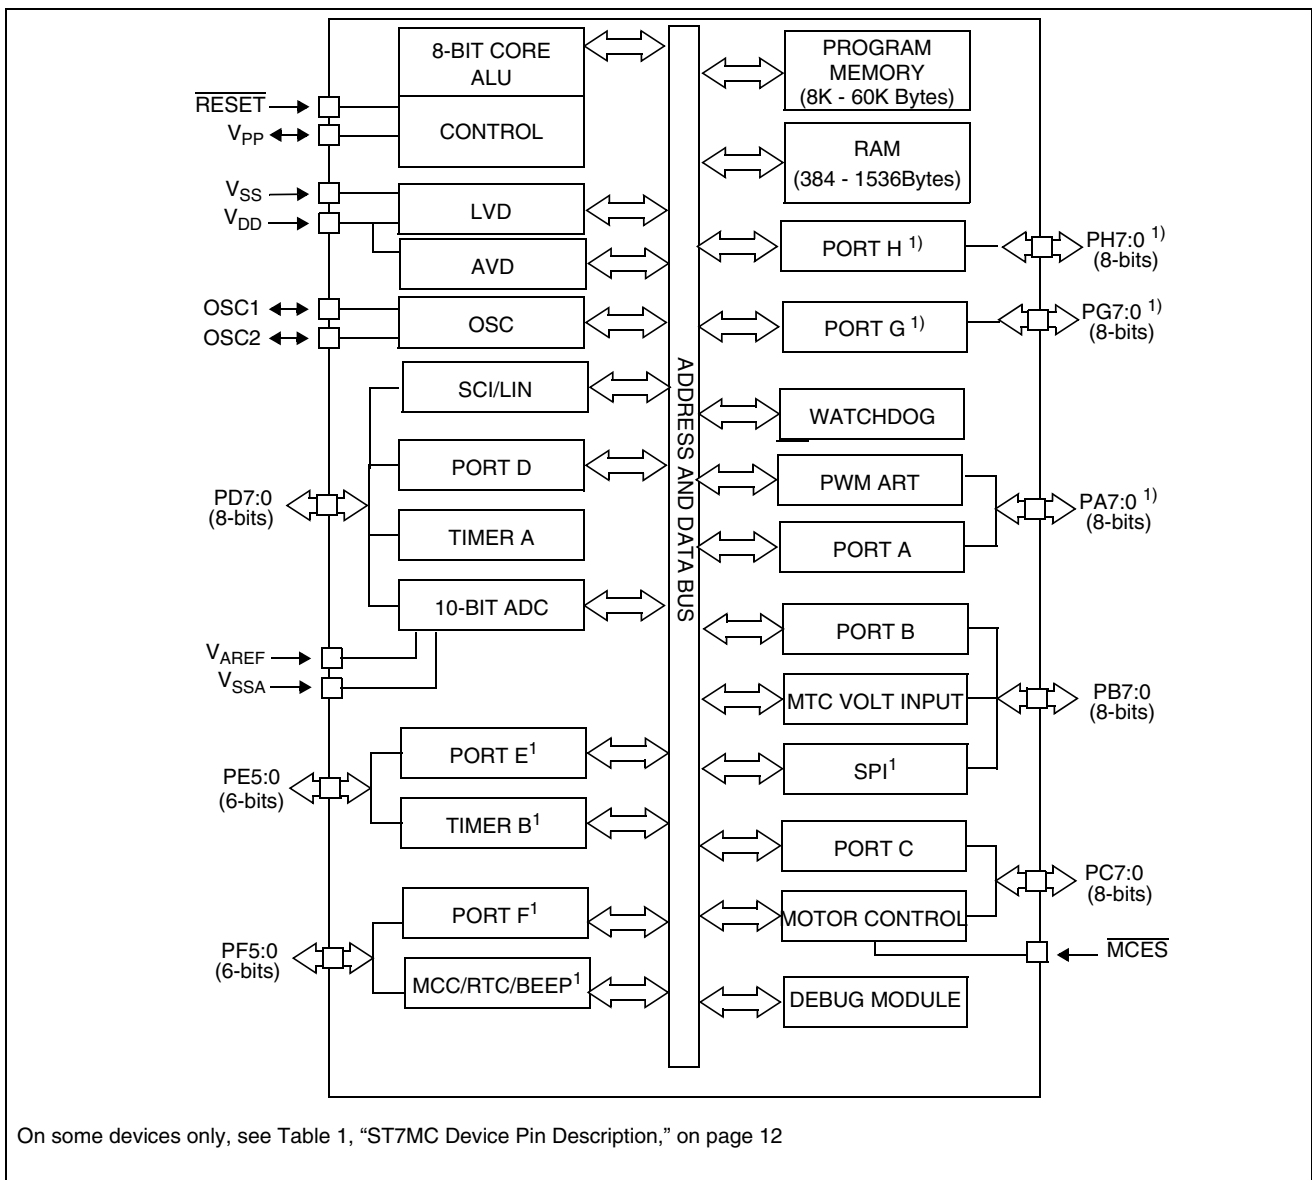 8-BIT CORE
ALU
CONTROL
RESET
VPP
VSS
VDD
LVD
AVD
OSC1
OSC2
OSC
SCI/LIN
PORT D
PD7:0
(8-bits)
TIMER A
10-BIT ADC
VAREF
VSSA
PORT E1
PE5:0
(6-bits)
TIMER B1
PORT F1
PF5:0
(6-bits)
MCC/RTC/BEEP1
ADDRESS AND DATA BUS
PROGRAM
MEMORY
(8K - 60K Bytes)
RAM
(384 - 1536Bytes)
PORT H 1)
PH7:0 1)
(8-bits)
PORT G 1)
PG7:0 1)
(8-bits)
WATCHDOG
PWM ART
PA7:0 1)
(8-bits)
PORT A
PORT B
MTC VOLT INPUT
PB7:0
(8-bits)
SPI1
PORT C
PC7:0
(8-bits)
MOTOR CONTROL
MCES
DEBUG MODULE
On some devices only, see Table 1, “ST7MC Device Pin Description,” on page 12